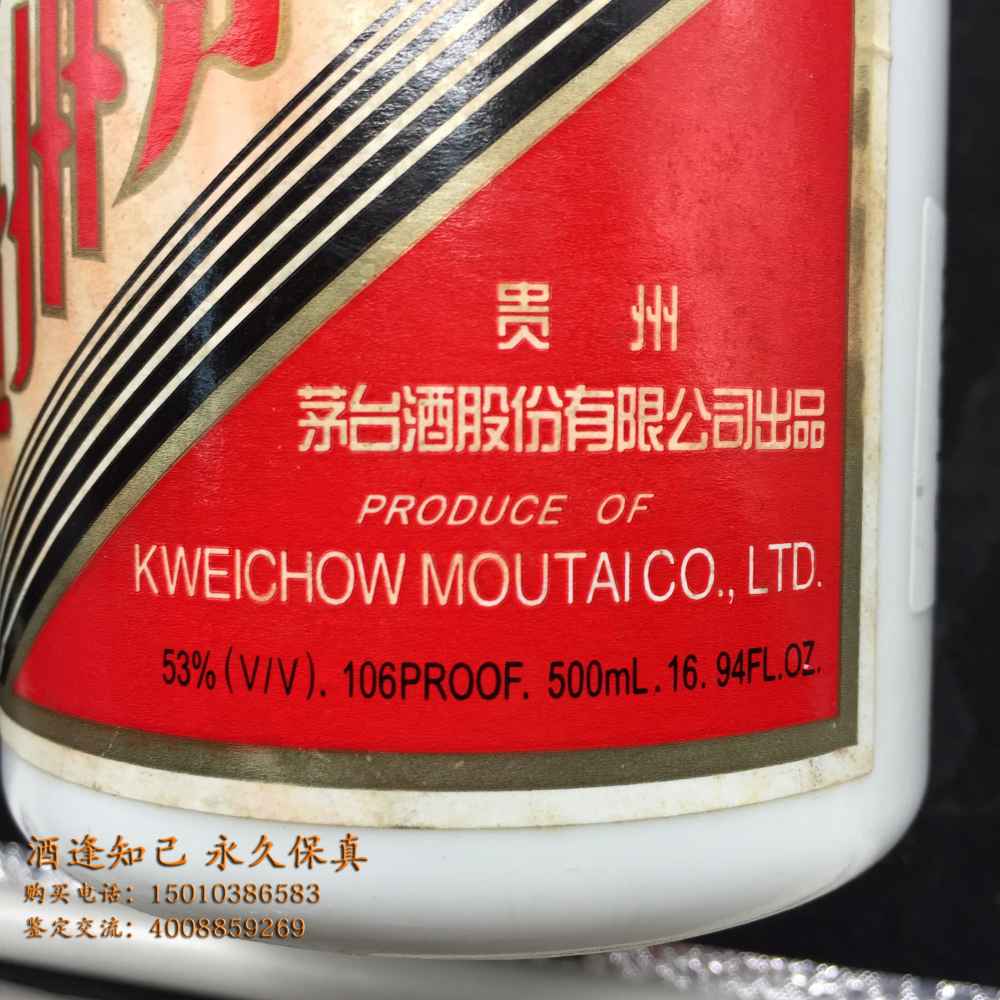 贵州
茅台酒股份有限公司出品
PRODUCE OF
KWEICHOW MOUTAI CO., LTD.
53% (V/V). 106PROOF. 500mL. 16. 94FL.OZ.
酒逢知己 永久保真
购买电话：15010386583
鉴定交流：4008859269